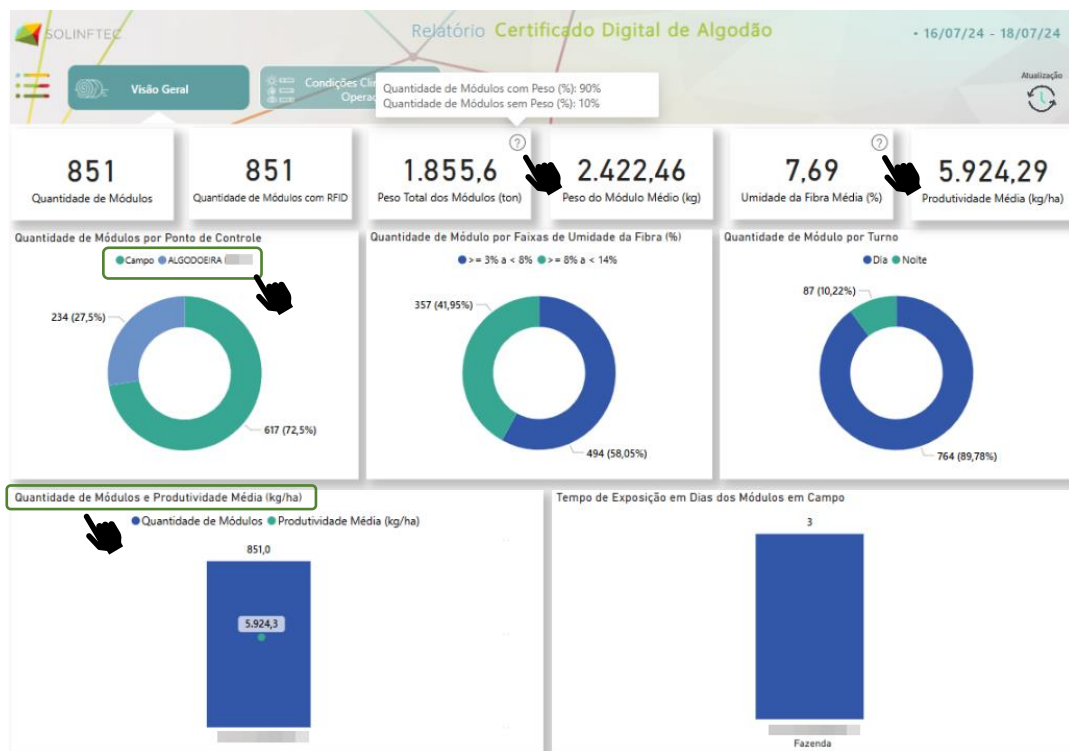 SOLINFTEC
Relatório Certificado Digital de Algodão
• 16/07/24 - 18/07/24
Visão Geral
Condições Cli
Opera
Quantidade de Módulos com Peso (%): 90%
Quantidade de Módulos sem Peso (%): 10%
Atualização
851
Quantidade de Módulos
851
Quantidade de Módulos com RFID
?
1.855,6
Peso Total dos Módulos (ton)
2.422,46
Peso do Módulo Médio (kg)
?
7,69
Umidade da Fibra Média (%)
5.924,29
Produtividade Média (kg/ha)
Quantidade de Módulos por Ponto de Controle
Campo ALGODOEIRA
234 (27,5%)
617 (72,5%)
Quantidade de Módulo por Faixas de Umidade da Fibra (%)
>= 3% a < 8% >= 8% a < 14%
357 (41,95%)
494 (58,05%)
Quantidade de Módulo por Turno
Dia Noite
87 (10,22%)
764 (89,78%)
Quantidade de Módulos e Produtividade Média (kg/ha)
Quantidade de Módulos Produtividade Média (kg/ha)
851,0
5.924,3
Tempo de Exposição em Dias dos Módulos em Campo
3
Fazenda